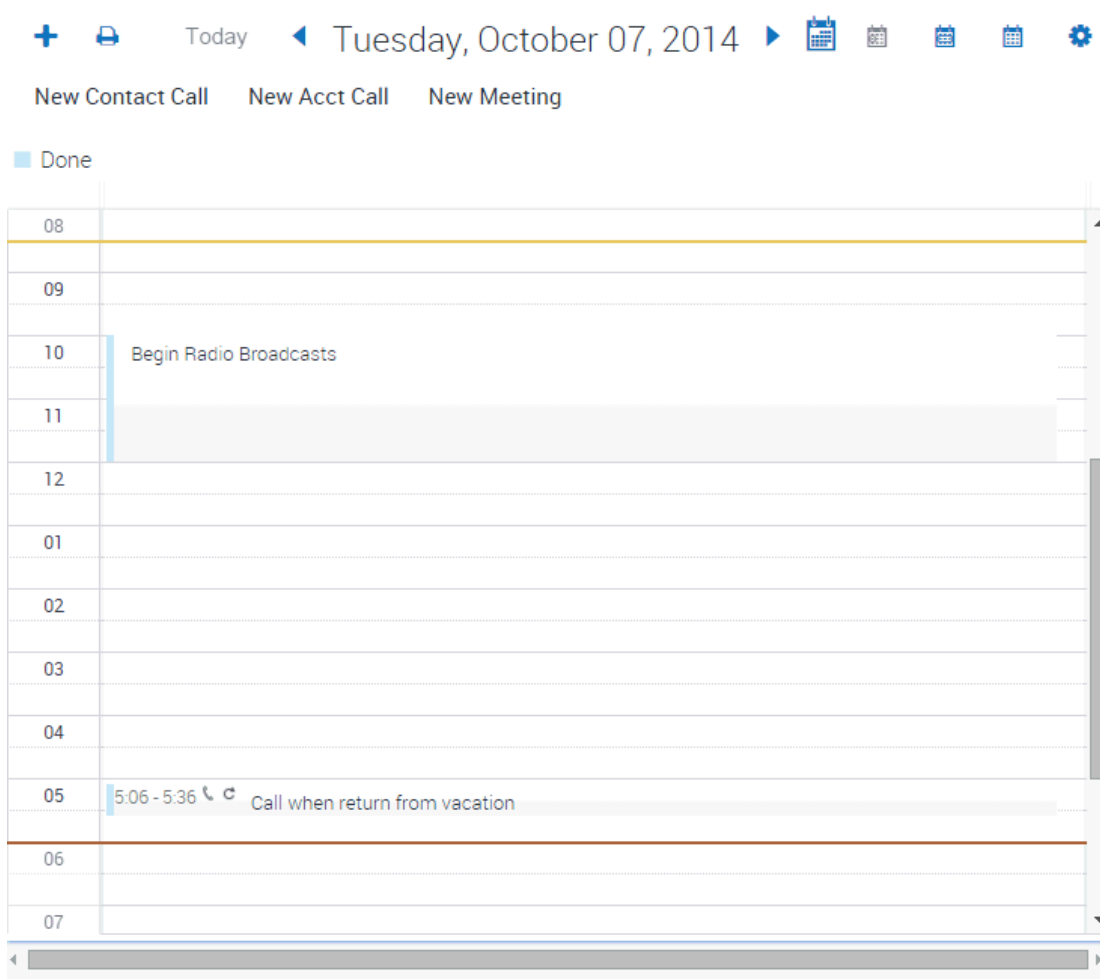 Today Tuesday, October 07, 2014
New Contact Call New Acct Call New Meeting
Done
08
09
10 Begin Radio Broadcasts
11
12
01
02
03
04
05 5:06 - 5:36 Call when return from vacation
06
07